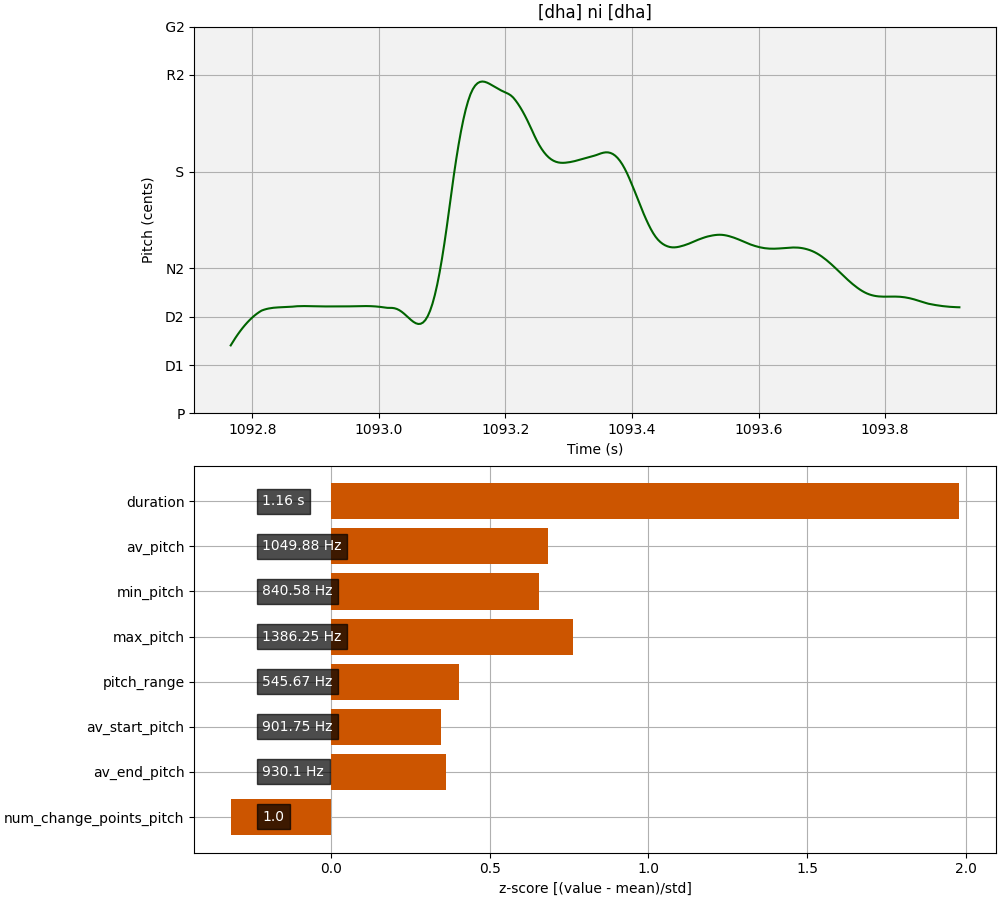 [dha] ni [dha]
G2
R2
S
N2
D2
D1
P
Pitch (cents)
1092.8 1093.0 1093.2 1093.4 1093.6 1093.8
Time (s)
duration 1.16 s
av_pitch 1049.88 Hz
min_pitch 840.58 Hz
max_pitch 1386.25 Hz
pitch_range 545.67 Hz
av_start_pitch 901.75 Hz
av_end_pitch 930.1 Hz
num_change_points_pitch 1.0
0.0 0.5 1.0 1.5 2.0
z-score [(value - mean)/std]